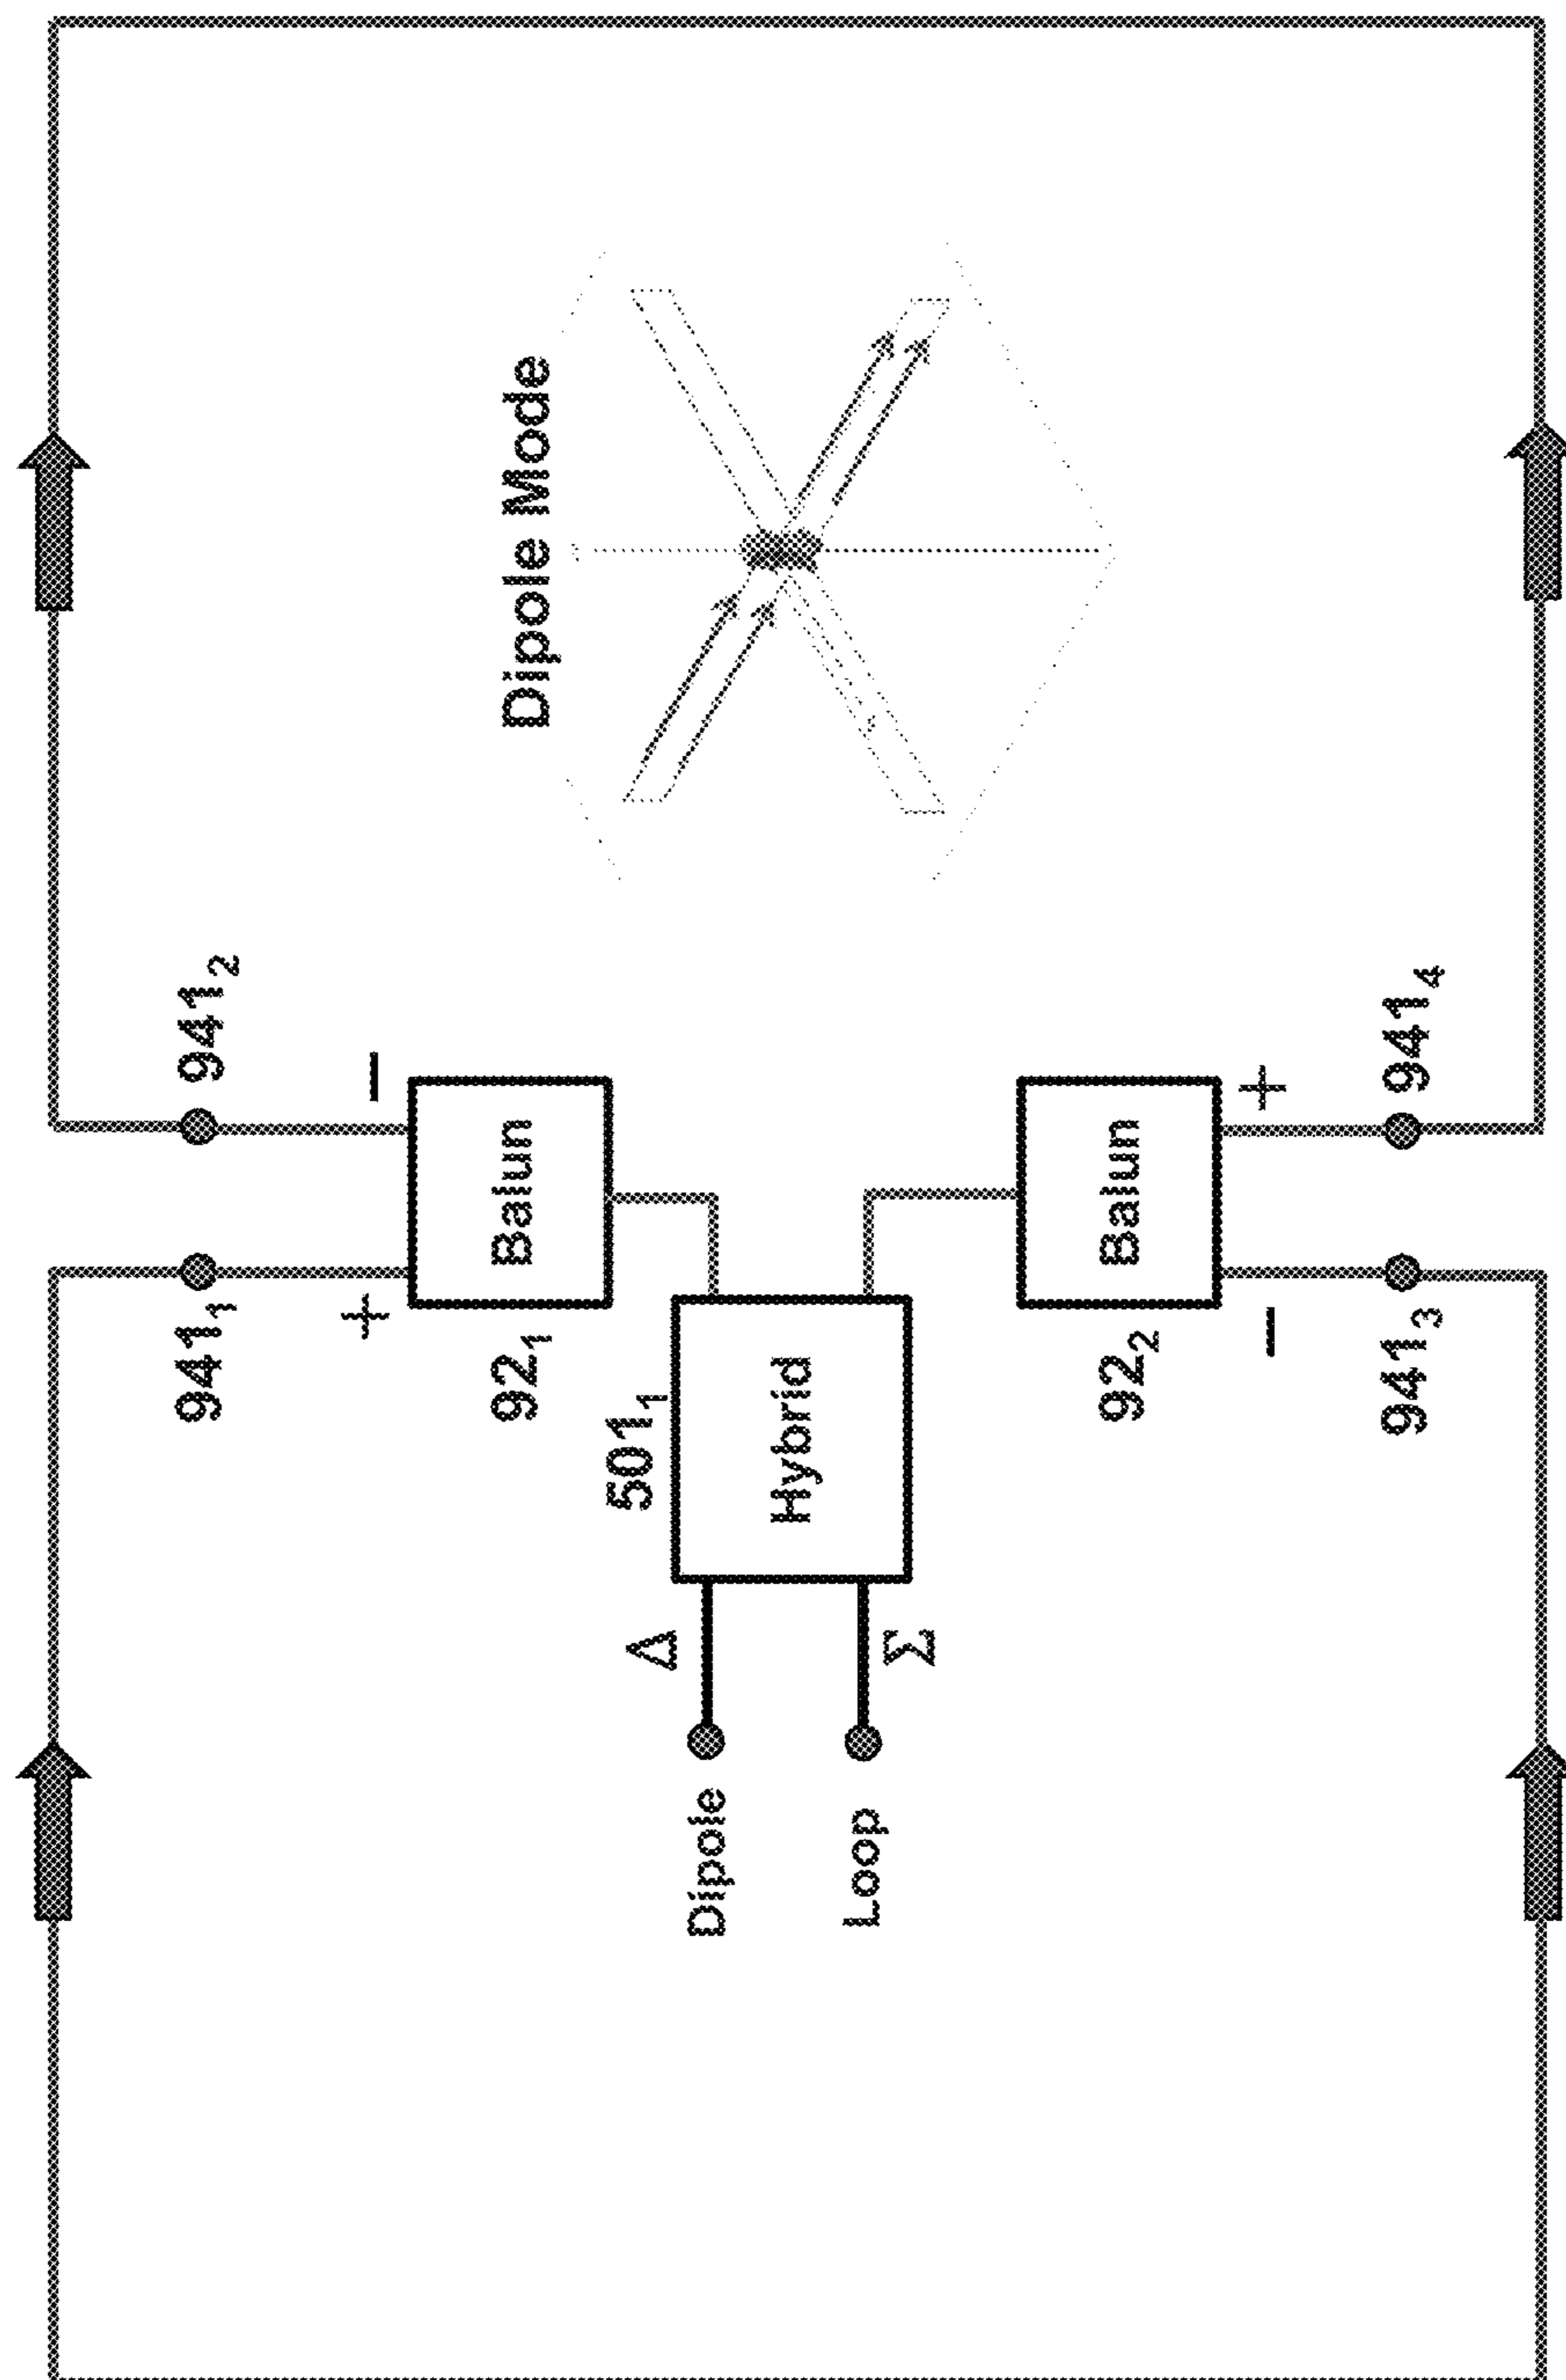 941₁ 941₂
+ −
92₁ Balun
Dipole Mode
501₁
Δ
Dipole
Hybrid
Loop
Σ
92₂ Balun
− +
941₃ 941₄